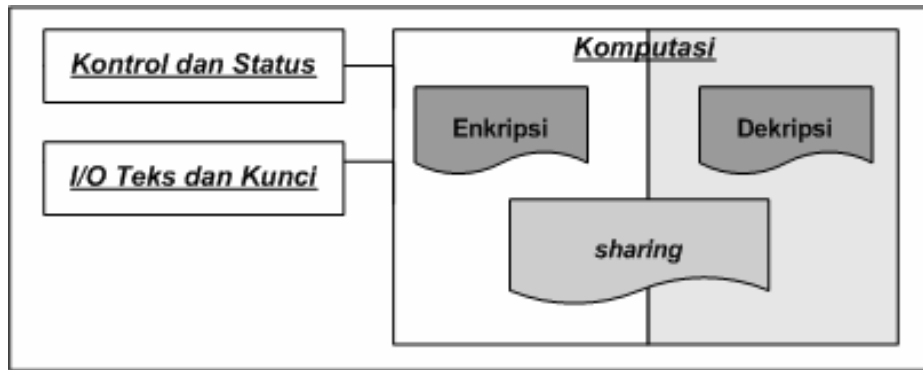 Kontrol dan Status
I/O Teks dan Kunci
Komputasi
Enkripsi
Dekripsi
sharing